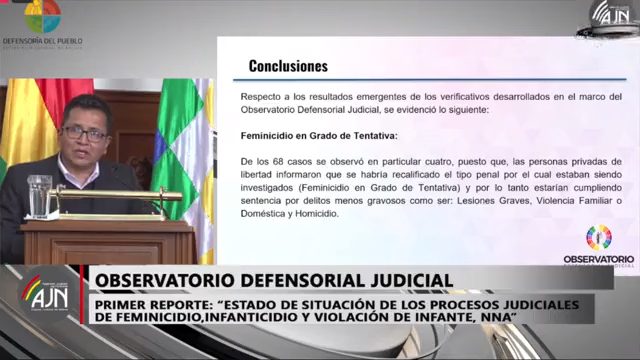 DEFENSORÍA DEL PUEBLO
AJN
Conclusiones
Respecto a los resultados emergentes de los verificativos desarrollados en el marco del
Observatorio Defensorial Judicial, se evidenció lo siguiente:
Feminicidio en Grado de Tentativa:
De los 68 casos se observó en particular cuatro, puesto que, las personas privadas de
libertad informaron que se habría recalificado el tipo penal por el cual estaban siendo
investigados (Feminicidio en Grado de Tentativa) y por lo tanto estarían cumpliendo
sentencia por delitos menos gravosos como ser: Lesiones Graves, Violencia Familiar o
Doméstica y Homicidio.
OBSERVATORIO
DEFENSORIAL JUDICIAL
AJN
OBSERVATORIO DEFENSORIAL JUDICIAL
PRIMER REPORTE: “ESTADO DE SITUACIÓN DE LOS PROCESOS JUDICIALES
DE FEMINICIDIO,INFANTICIDIO Y VIOLACIÓN DE INFANTE, NNA”